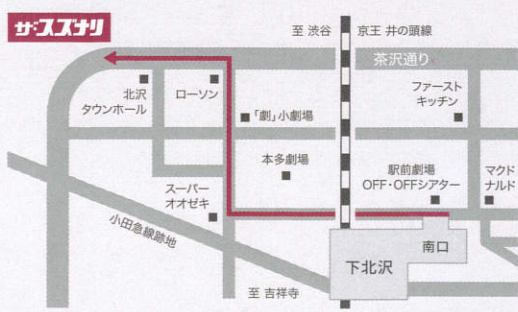 ザ・スズナリ
至 渋谷
京王 井の頭線
茶沢通り
北沢
タウンホール
ローソン
ファースト
キッチン
「劇」小劇場
本多劇場
駅前劇場
OFF・OFFシアター
マクド
ナルド
スーパー
オオゼキ
小田急線跡地
南口
下北沢
至 吉祥寺